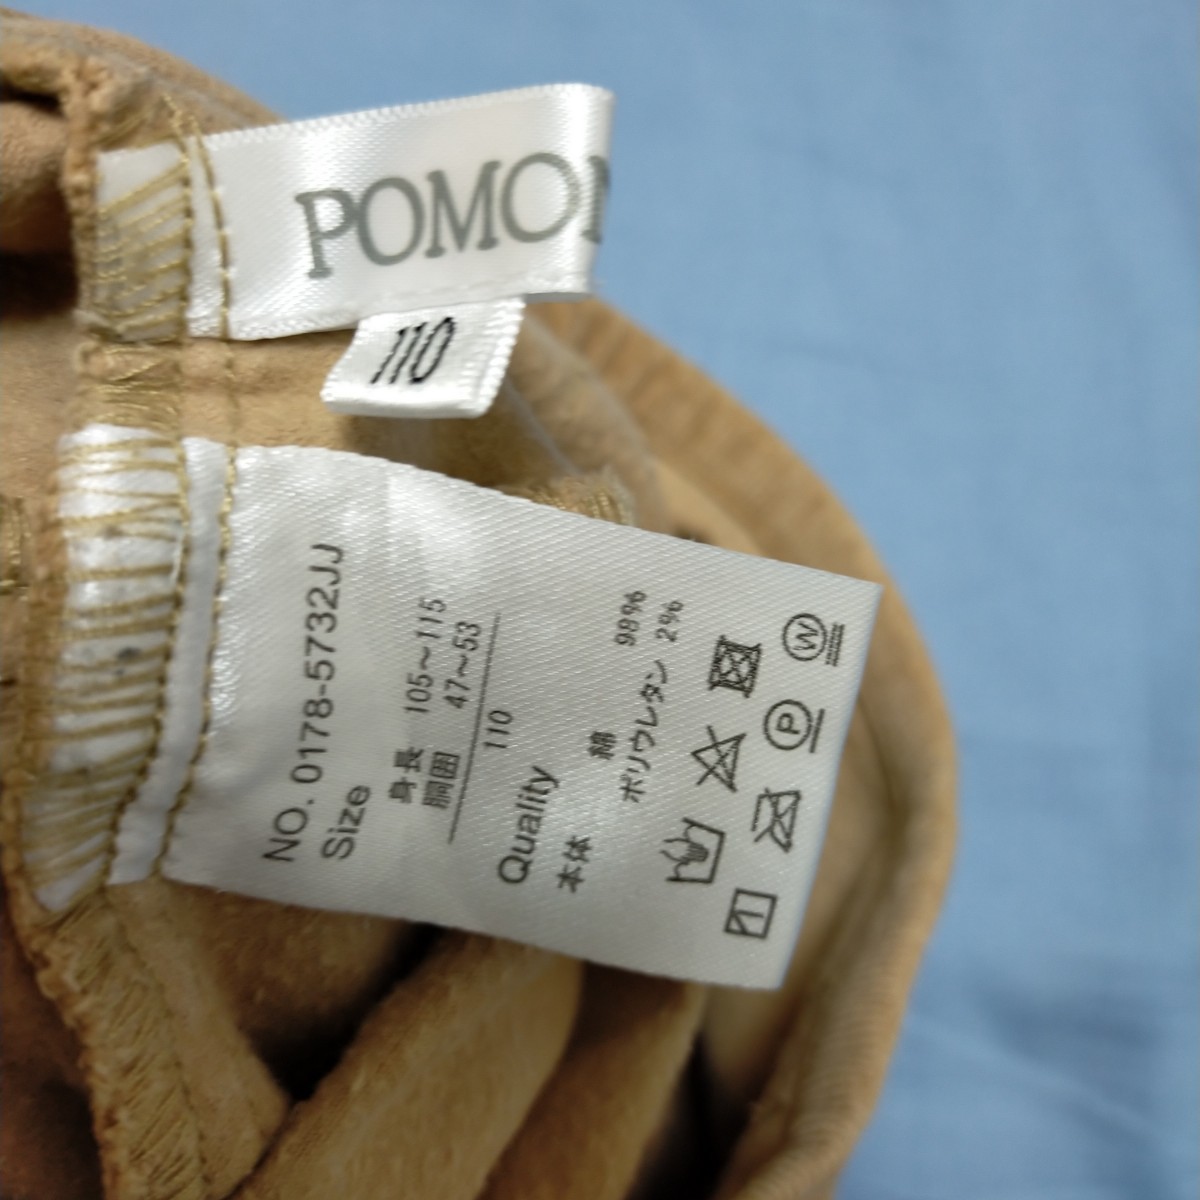 POMO
110
NO. 0178-5732JJ
Size
身長 105~115
胴囲 47~53
110
Quality
本体
綿 98%
ポリウレタン 2%
W
P